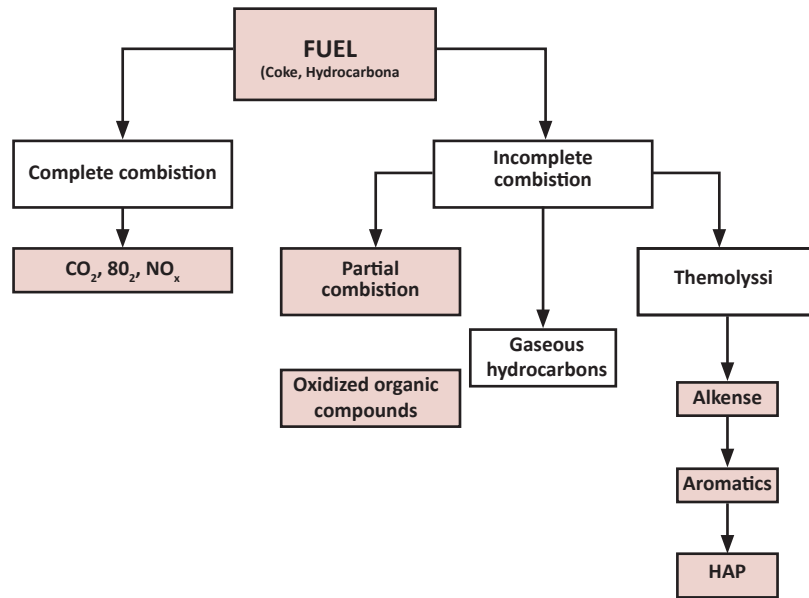 FUEL
(Coke, Hydrocarbona
Complete combistion
Incomplete
combistion
CO₂, 80₂, NOₓ
Partial
combistion
Themolyssi
Gaseous
hydrocarbons
Oxidized organic
compounds
Alkense
Aromatics
HAP